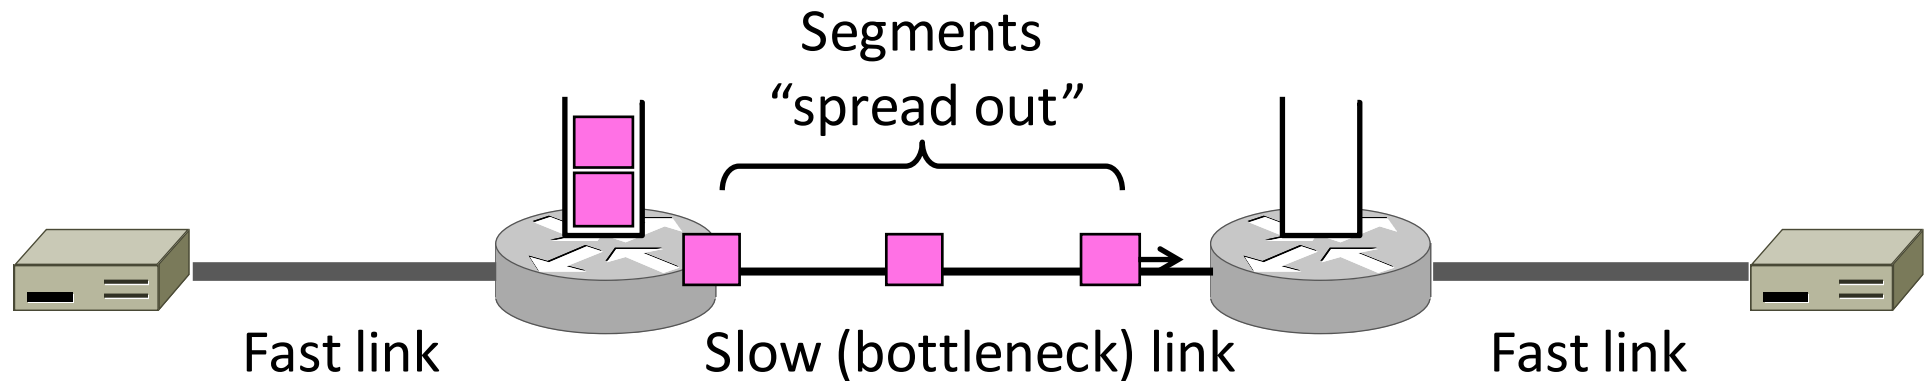 Segments
“spread out”
Fast link
Slow (bottleneck) link
Fast link